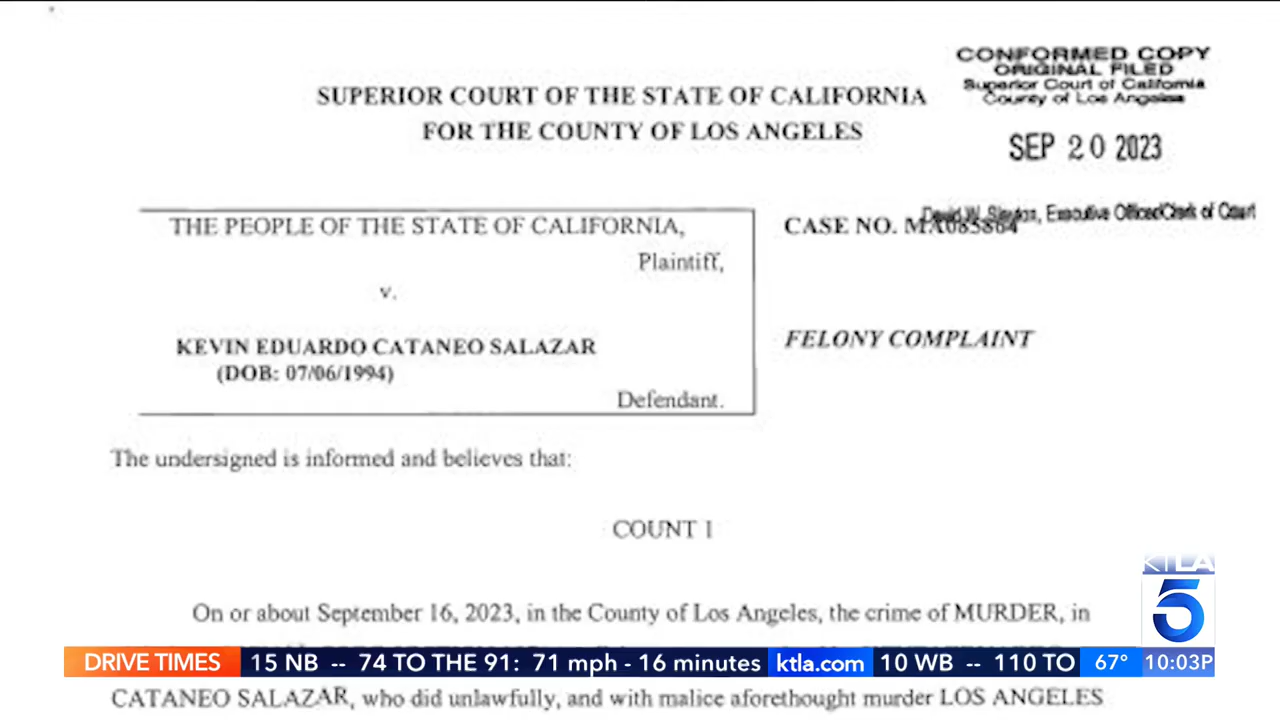 CONFORMED COPY
ORIGINAL FILED
Superior Court of California
County of Los Angeles
SEP 20 2023
SUPERIOR COURT OF THE STATE OF CALIFORNIA
FOR THE COUNTY OF LOS ANGELES
THE PEOPLE OF THE STATE OF CALIFORNIA,
Plaintiff,
v.
KEVIN EDUARDO CATANEO SALAZAR
(DOB: 07/06/1994)
Defendant.
David W. Slayton, Executive Officer/Clerk of Court
CASE NO. MA085864
FELONY COMPLAINT
The undersigned is informed and believes that:
COUNT 1
On or about September 16, 2023, in the County of Los Angeles, the crime of MURDER, in
CATANEO SALAZAR, who did unlawfully, and with malice aforethought murder LOS ANGELES
KTLA
5
DRIVE TIMES 15 NB -- 74 TO THE 91: 71 mph - 16 minutes ktla.com 10 WB -- 110 TO 67° 10:03P